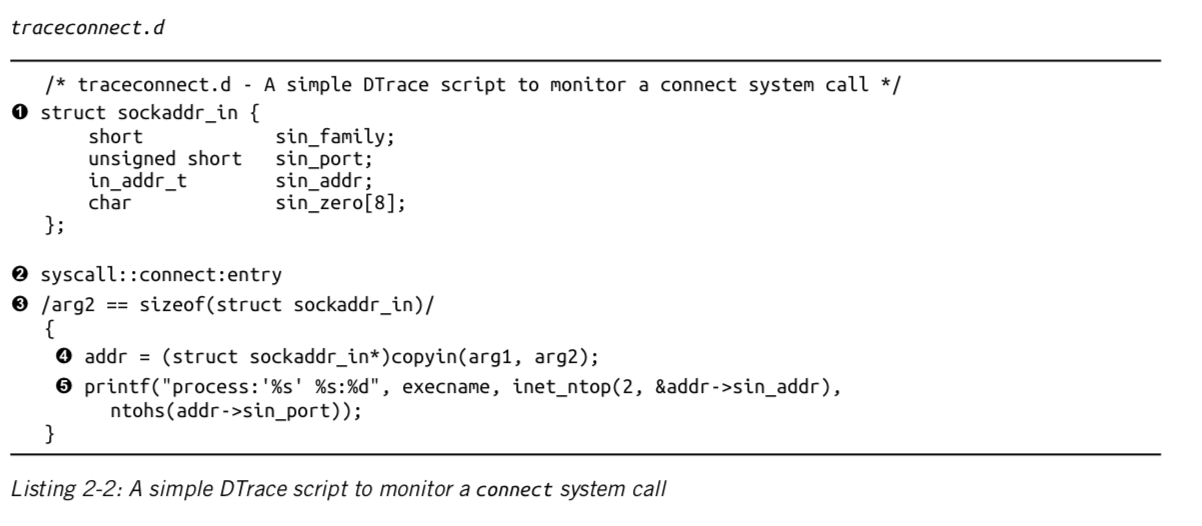 traceconnect.d
/* traceconnect.d - A simple DTrace script to monitor a connect system call */
❶ struct sockaddr_in {
short sin_family;
unsigned short sin_port;
in_addr_t sin_addr;
char sin_zero[8];
};
❷ syscall::connect:entry
❸ /arg2 == sizeof(struct sockaddr_in)/
{
❹ addr = (struct sockaddr_in*)copyin(arg1, arg2);
❺ printf("process:'%s' %s:%d", execname, inet_ntop(2, &addr->sin_addr),
ntohs(addr->sin_port));
}
Listing 2-2: A simple DTrace script to monitor a connect system call